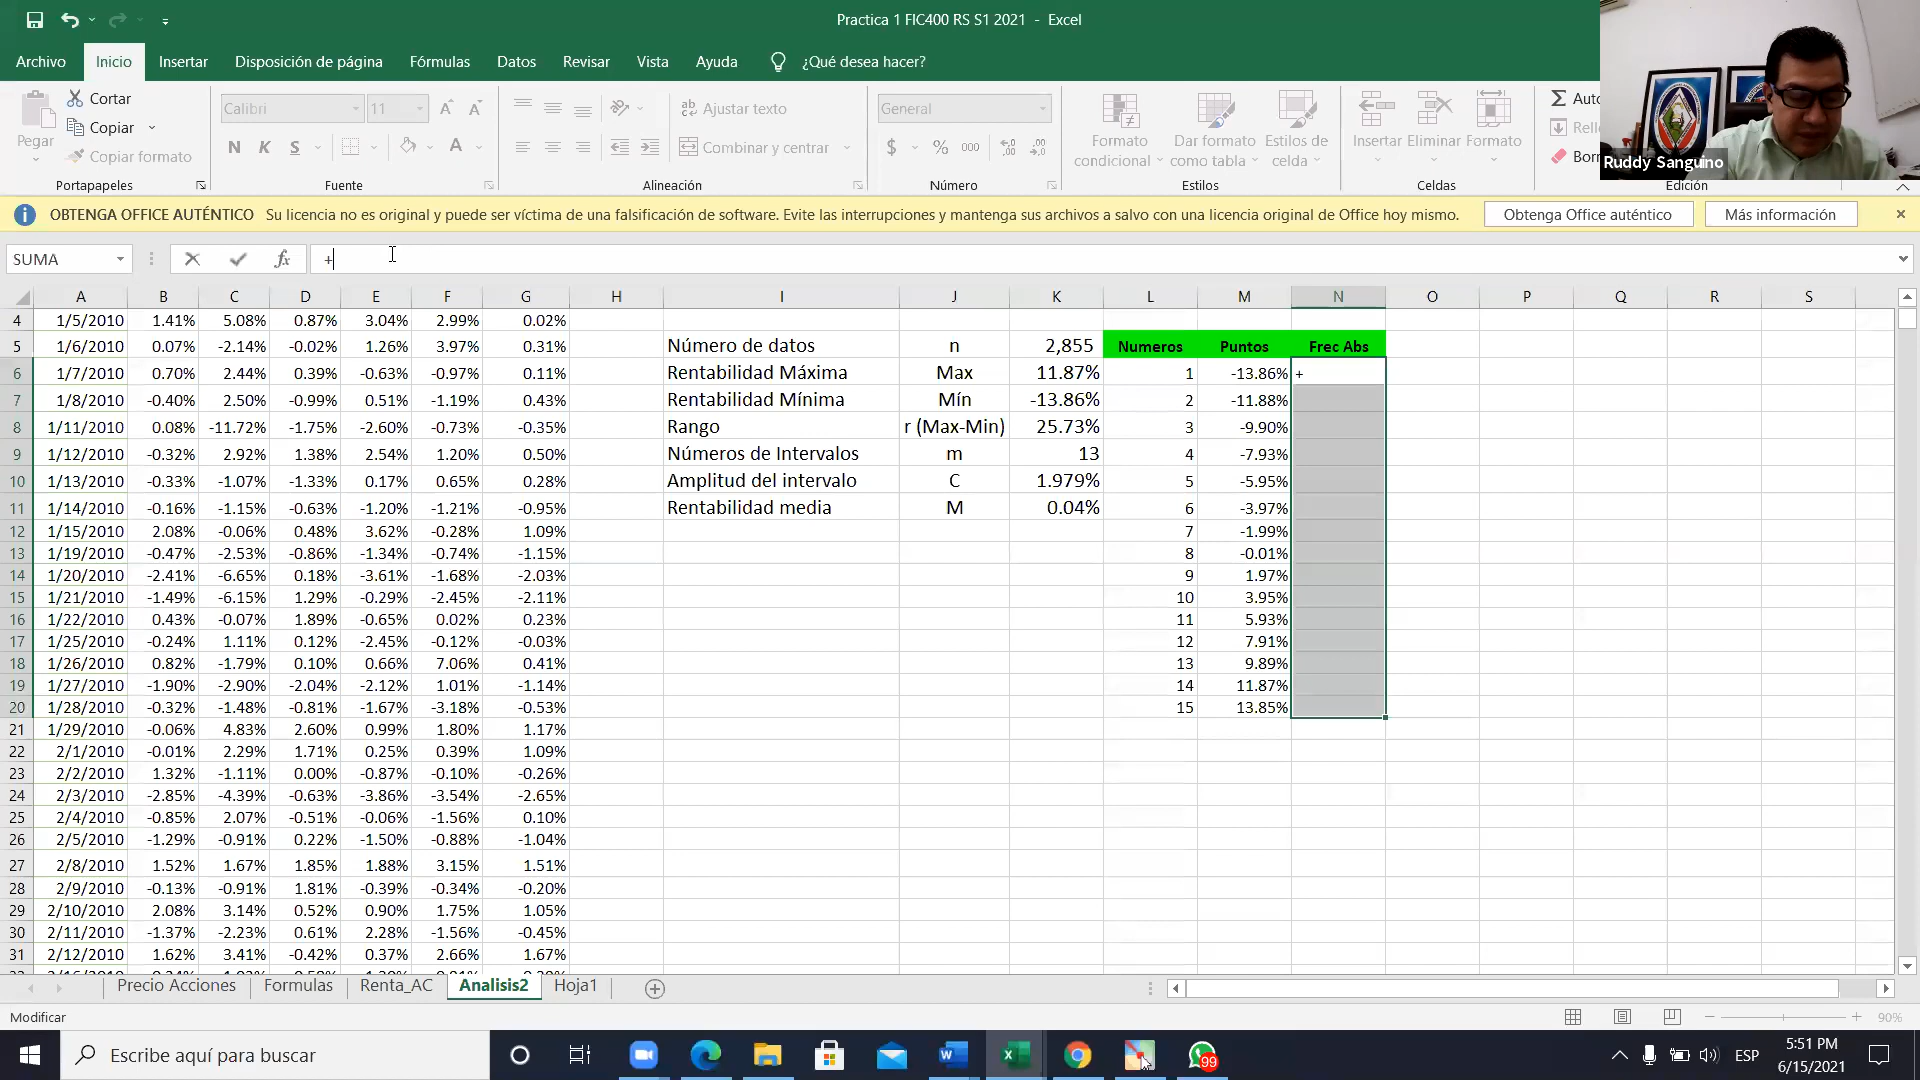 Practica 1 FIC400 RS S1 2021 - Excel
Archivo Inicio Insertar Disposición de página Fórmulas Datos Revisar Vista Ayuda ¿Qué desea hacer?
Pegar Cortar Copiar Copiar formato Portapapeles
Calibri 11 N K S A Fuente
ab Ajustar texto Combinar y centrar Alineación
General $ % 000 Número
Formato condicional Dar formato como tabla Estilos de celda Estilos
Insertar Eliminar Formato Celdas
Σ Edición
Ruddy Sanguino
OBTENGA OFFICE AUTÉNTICO Su licencia no es original y puede ser víctima de una falsificación de software. Evite las interrupciones y mantenga sus archivos a salvo con una licencia original de Office hoy mismo. Obtenga Office auténtico Más información
SUMA fx +
A B C D E F G H I J K L M N O P Q R S
4 1/5/2010 1.41% 5.08% 0.87% 3.04% 2.99% 0.02%
5 1/6/2010 0.07% -2.14% -0.02% 1.26% 3.97% 0.31% Número de datos n 2,855 Numeros Puntos Frec Abs
6 1/7/2010 0.70% 2.44% 0.39% -0.63% -0.97% 0.11% Rentabilidad Máxima Max 11.87% 1 -13.86% +
7 1/8/2010 -0.40% 2.50% -0.99% 0.51% -1.19% 0.43% Rentabilidad Mínima Mín -13.86% 2 -11.88%
8 1/11/2010 0.08% -11.72% -1.75% -2.60% -0.73% -0.35% Rango r (Max-Min) 25.73% 3 -9.90%
9 1/12/2010 -0.32% 2.92% 1.38% 2.54% 1.20% 0.50% Números de Intervalos m 13 4 -7.93%
10 1/13/2010 -0.33% -1.07% -1.33% 0.17% 0.65% 0.28% Amplitud del intervalo C 1.979% 5 -5.95%
11 1/14/2010 -0.16% -1.15% -0.63% -1.20% -1.21% -0.95% Rentabilidad media M 0.04% 6 -3.97%
12 1/15/2010 2.08% -0.06% 0.48% 3.62% -0.28% 1.09% 7 -1.99%
13 1/19/2010 -0.47% -2.53% -0.86% -1.34% -0.74% -1.15% 8 -0.01%
14 1/20/2010 -2.41% -6.65% 0.18% -3.61% -1.68% -2.03% 9 1.97%
15 1/21/2010 -1.49% -6.15% 1.29% -0.29% -2.45% -2.11% 10 3.95%
16 1/22/2010 0.43% -0.07% 1.89% -0.65% 0.02% 0.23% 11 5.93%
17 1/25/2010 -0.24% 1.11% 0.12% -2.45% -0.12% -0.03% 12 7.91%
18 1/26/2010 0.82% -1.79% 0.10% 0.66% 7.06% 0.41% 13 9.89%
19 1/27/2010 -1.90% -2.90% -2.04% -2.12% 1.01% -1.14% 14 11.87%
20 1/28/2010 -0.32% -1.48% -0.81% -1.67% -3.18% -0.53% 15 13.85%
21 1/29/2010 -0.06% 4.83% 2.60% 0.99% 1.80% 1.17%
22 2/1/2010 -0.01% 2.29% 1.71% 0.25% 0.39% 1.09%
23 2/2/2010 1.32% -1.11% 0.00% -0.87% -0.10% -0.26%
24 2/3/2010 -2.85% -4.39% -0.63% -3.86% -3.54% -2.65%
25 2/4/2010 -0.85% 2.07% -0.51% -0.06% -1.56% 0.10%
26 2/5/2010 -1.29% -0.91% 0.22% -1.50% -0.88% -1.04%
27 2/8/2010 1.52% 1.67% 1.85% 1.88% 3.15% 1.51%
28 2/9/2010 -0.13% -0.91% 1.81% -0.39% -0.34% -0.20%
29 2/10/2010 2.08% 3.14% 0.52% 0.90% 1.75% 1.05%
30 2/11/2010 -1.37% -2.23% 0.61% 2.28% -1.56% -0.45%
31 2/12/2010 1.62% 3.41% -0.42% 0.37% 2.66% 1.67%
Precio Acciones Formulas Renta_AC Analisis2 Hoja1
Modificar 90%
Escribe aquí para buscar 99 ESP 5:51 PM
6/15/2021